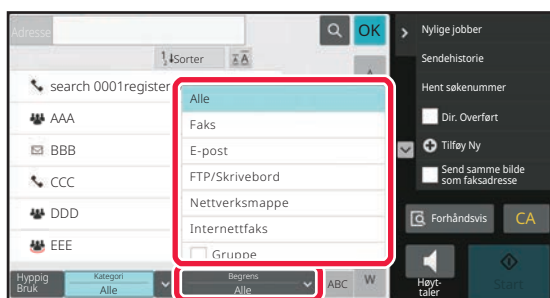 Adresse
OK
Sorter
search 0001register
AAA
BBB
CCC
DDD
EEE
Alle
Faks
E-post
FTP/Skrivebord
Nettverksmappe
Internettfaks
Gruppe
Hyppig
Bruk
Kategori
Alle
Begrens
Alle
ABC
W
Nylige jobber
Sendehistorie
Hent søkenummer
Dir. Overført
Tilføy Ny
Send samme bilde
som faksadresse
Forhåndsvis
CA
Høyt-
taler
Start